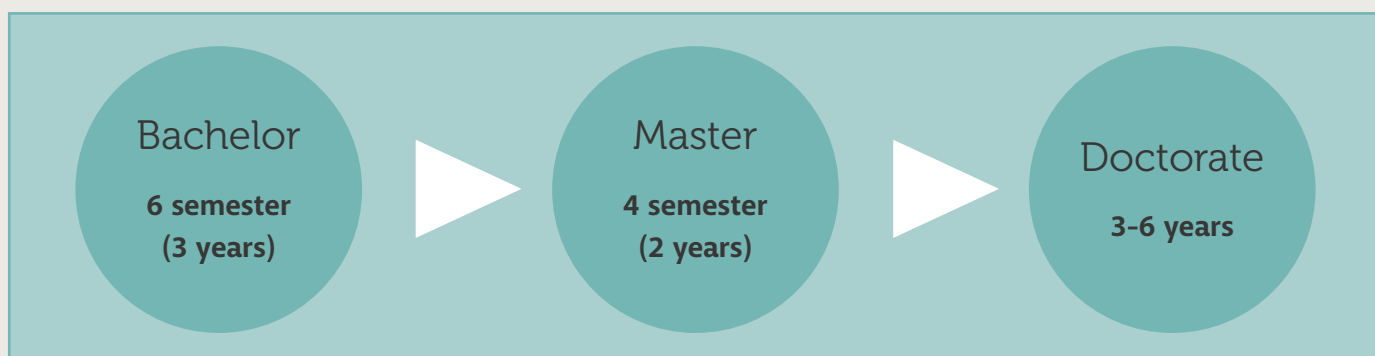 Bachelor
6 semester
(3 years)
Master
4 semester
(2 years)
Doctorate
3-6 years